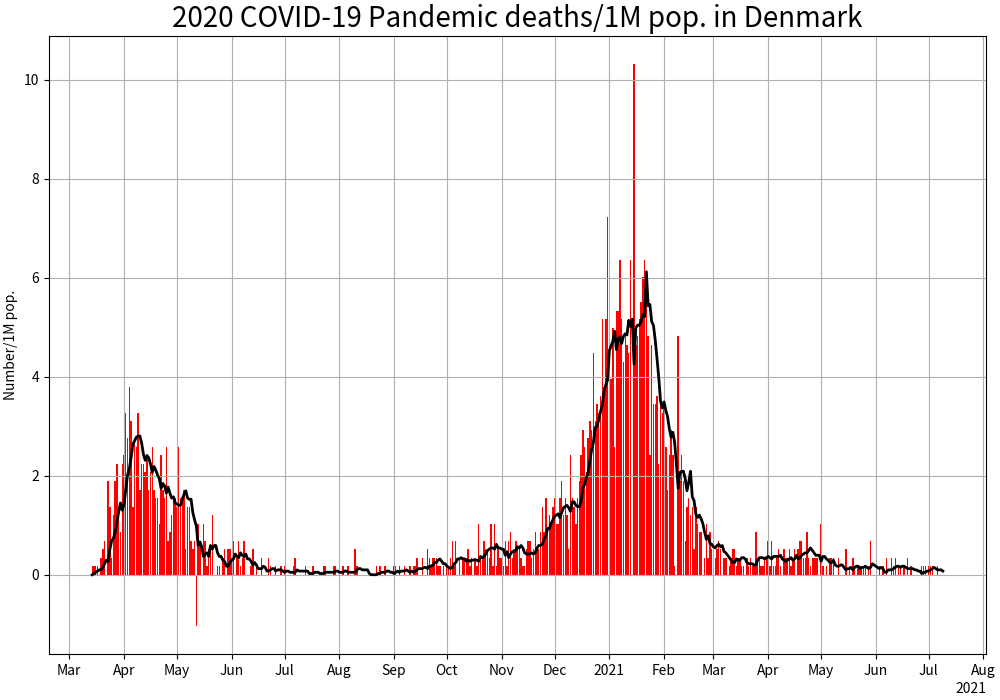 2020 COVID-19 Pandemic deaths/1M pop. in Denmark
Number/1M pop.
10
8
6
4
2
0
Mar Apr May Jun Jul Aug Sep Oct Nov Dec 2021 Feb Mar Apr May Jun Jul Aug
2021